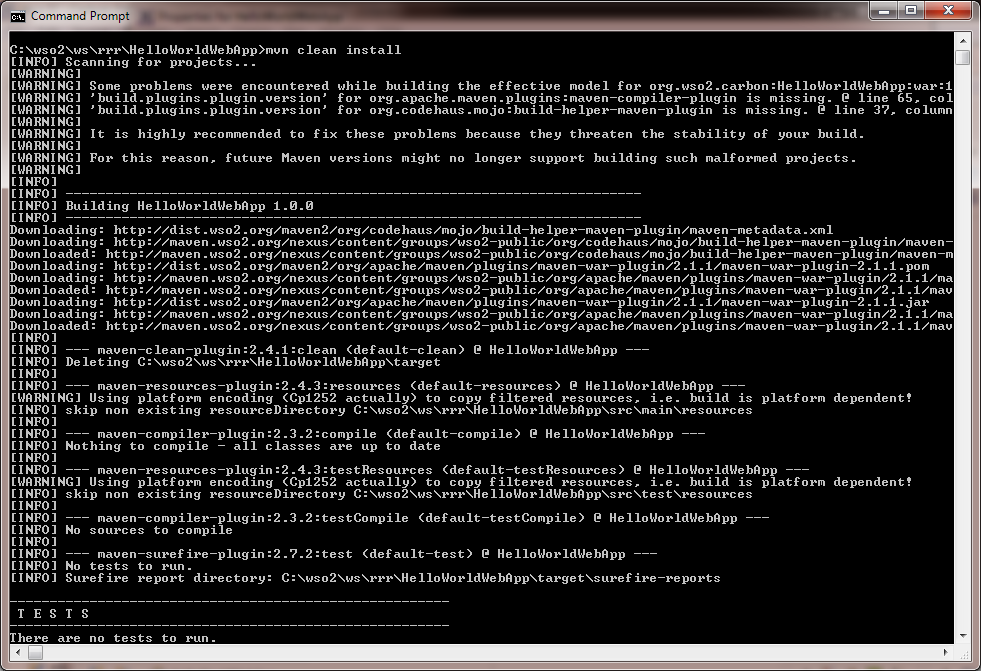 Command Prompt
C:\wso2\ws\rrr\HelloWorldWebApp>mvn clean install
[INFO] Scanning for projects...
[WARNING]
[WARNING] Some problems were encountered while building the effective model for org.wso2.carbon:HelloWorldWebApp:war:1
[WARNING] 'build.plugins.plugin.version' for org.apache.maven.plugins:maven-compiler-plugin is missing. @ line 65, col
[WARNING] 'build.plugins.plugin.version' for org.codehaus.mojo:build-helper-maven-plugin is missing. @ line 37, column
[WARNING]
[WARNING] It is highly recommended to fix these problems because they threaten the stability of your build.
[WARNING]
[WARNING] For this reason, future Maven versions might no longer support building such malformed projects.
[WARNING]
[INFO]
[INFO] ------------------------------------------------------------------------
[INFO] Building HelloWorldWebApp 1.0.0
[INFO] ------------------------------------------------------------------------
Downloading: http://dist.wso2.org/maven2/org/codehaus/mojo/build-helper-maven-plugin/maven-metadata.xml
Downloading: http://maven.wso2.org/nexus/content/groups/wso2-public/org/codehaus/mojo/build-helper-maven-plugin/maven-
Downloaded: http://maven.wso2.org/nexus/content/groups/wso2-public/org/codehaus/mojo/build-helper-maven-plugin/maven-m
Downloading: http://dist.wso2.org/maven2/org/apache/maven/plugins/maven-war-plugin/2.1.1/maven-war-plugin-2.1.1.pom
Downloading: http://maven.wso2.org/nexus/content/groups/wso2-public/org/apache/maven/plugins/maven-war-plugin/2.1.1/ma
Downloaded: http://maven.wso2.org/nexus/content/groups/wso2-public/org/apache/maven/plugins/maven-war-plugin/2.1.1/mav
Downloading: http://dist.wso2.org/maven2/org/apache/maven/plugins/maven-war-plugin/2.1.1/maven-war-plugin-2.1.1.jar
Downloading: http://maven.wso2.org/nexus/content/groups/wso2-public/org/apache/maven/plugins/maven-war-plugin/2.1.1/ma
Downloaded: http://maven.wso2.org/nexus/content/groups/wso2-public/org/apache/maven/plugins/maven-war-plugin/2.1.1/mav
[INFO]
[INFO] --- maven-clean-plugin:2.4.1:clean (default-clean) @ HelloWorldWebApp ---
[INFO] Deleting C:\wso2\ws\rrr\HelloWorldWebApp\target
[INFO]
[INFO] --- maven-resources-plugin:2.4.3:resources (default-resources) @ HelloWorldWebApp ---
[WARNING] Using platform encoding (Cp1252 actually) to copy filtered resources, i.e. build is platform dependent!
[INFO] skip non existing resourceDirectory C:\wso2\ws\rrr\HelloWorldWebApp\src\main\resources
[INFO]
[INFO] --- maven-compiler-plugin:2.3.2:compile (default-compile) @ HelloWorldWebApp ---
[INFO] Nothing to compile - all classes are up to date
[INFO]
[INFO] --- maven-resources-plugin:2.4.3:testResources (default-testResources) @ HelloWorldWebApp ---
[WARNING] Using platform encoding (Cp1252 actually) to copy filtered resources, i.e. build is platform dependent!
[INFO] skip non existing resourceDirectory C:\wso2\ws\rrr\HelloWorldWebApp\src\test\resources
[INFO]
[INFO] --- maven-compiler-plugin:2.3.2:testCompile (default-testCompile) @ HelloWorldWebApp ---
[INFO] No sources to compile
[INFO]
[INFO] --- maven-surefire-plugin:2.7.2:test (default-test) @ HelloWorldWebApp ---
[INFO] No tests to run.
[INFO] Surefire report directory: C:\wso2\ws\rrr\HelloWorldWebApp\target\surefire-reports
-------------------------------------------------------
T E S T S
-------------------------------------------------------
There are no tests to run.